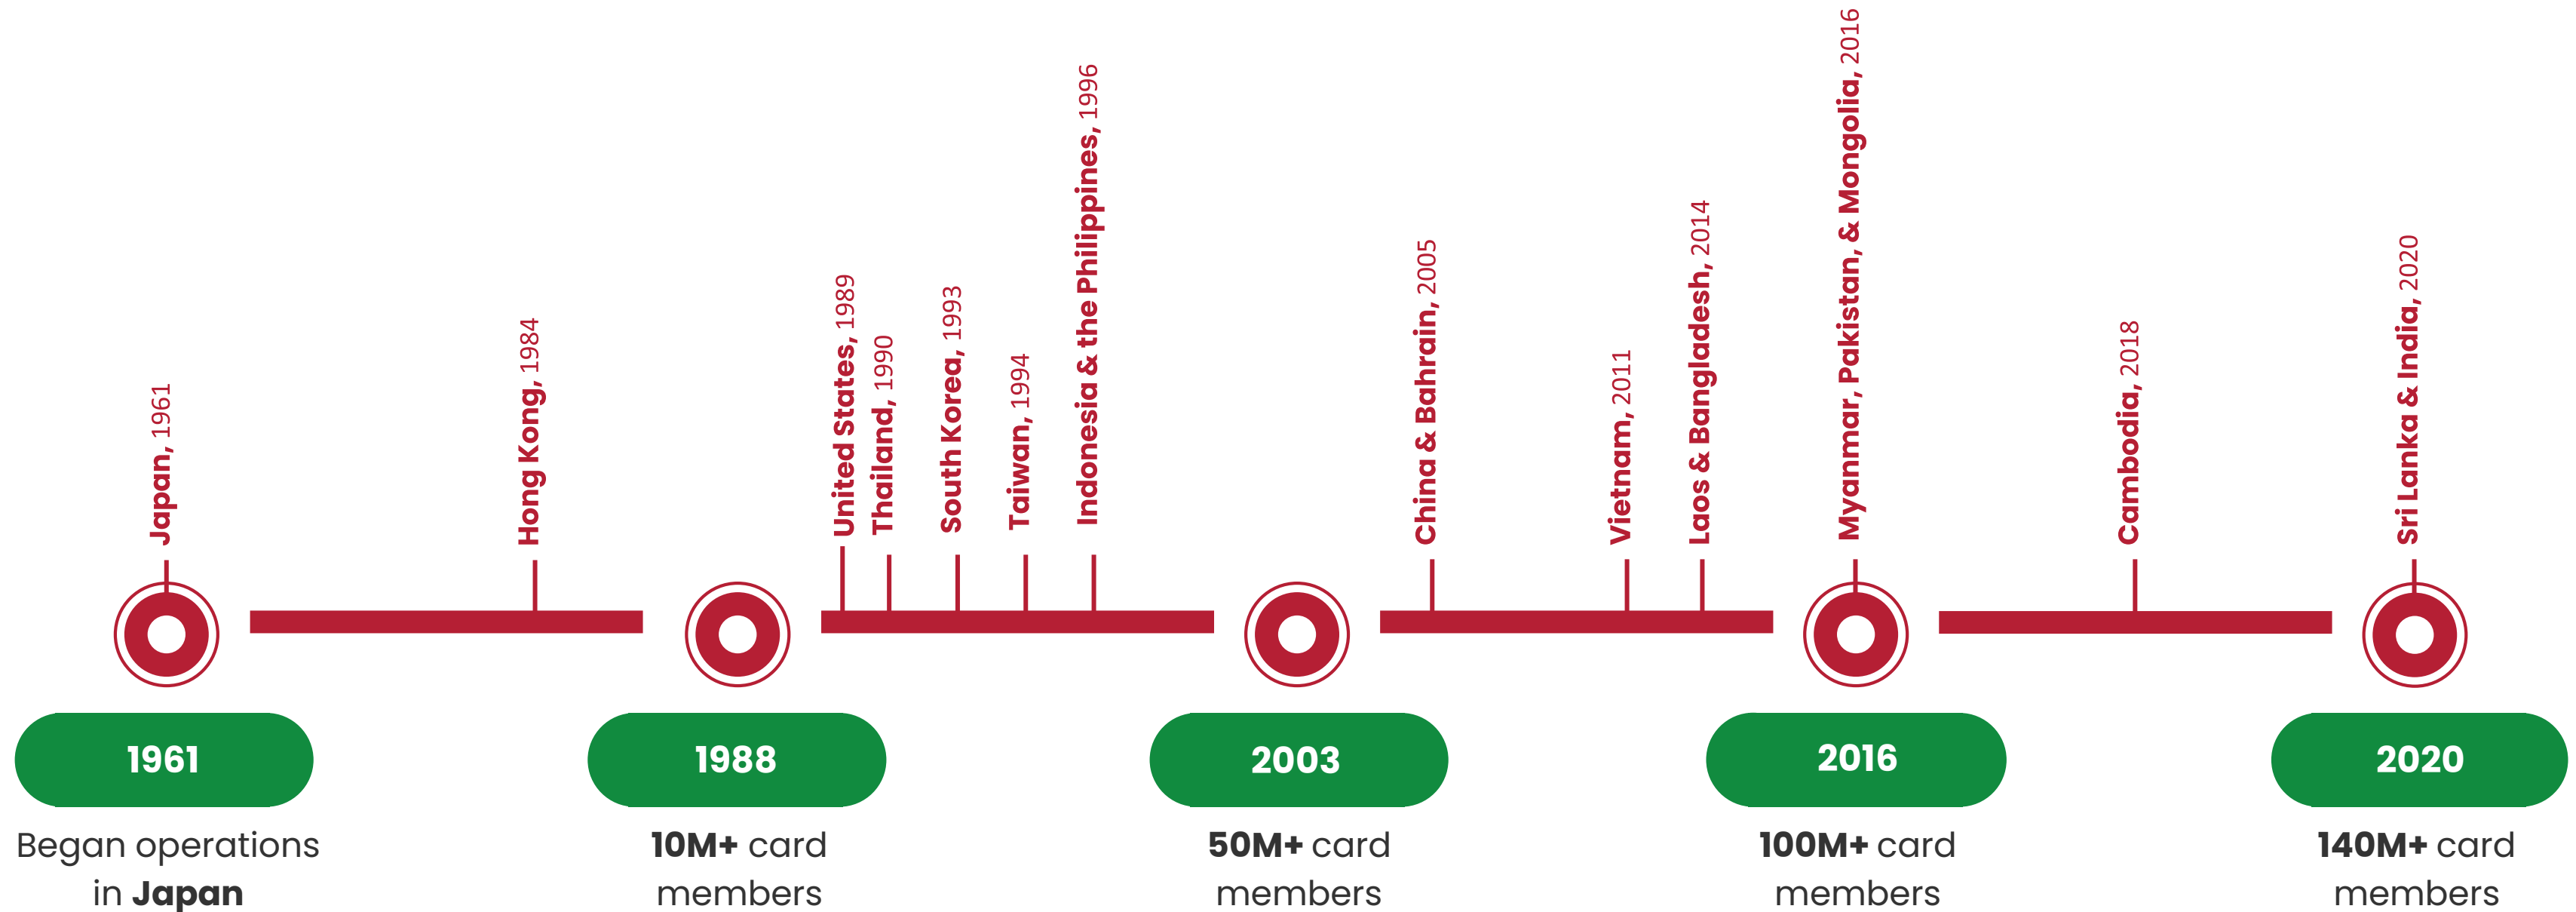 Japan, 1961
Hong Kong, 1984
United States, 1989
Thailand, 1990
South Korea, 1993
Taiwan, 1994
Indonesia & the Philippines, 1996
China & Bahrain, 2005
Vietnam, 2011
Laos & Bangladesh, 2014
Myanmar, Pakistan, & Mongolia, 2016
Cambodia, 2018
Sri Lanka & India, 2020
1961
Began operations
in Japan
1988
10M+ card
members
2003
50M+ card
members
2016
100M+ card
members
2020
140M+ card
members